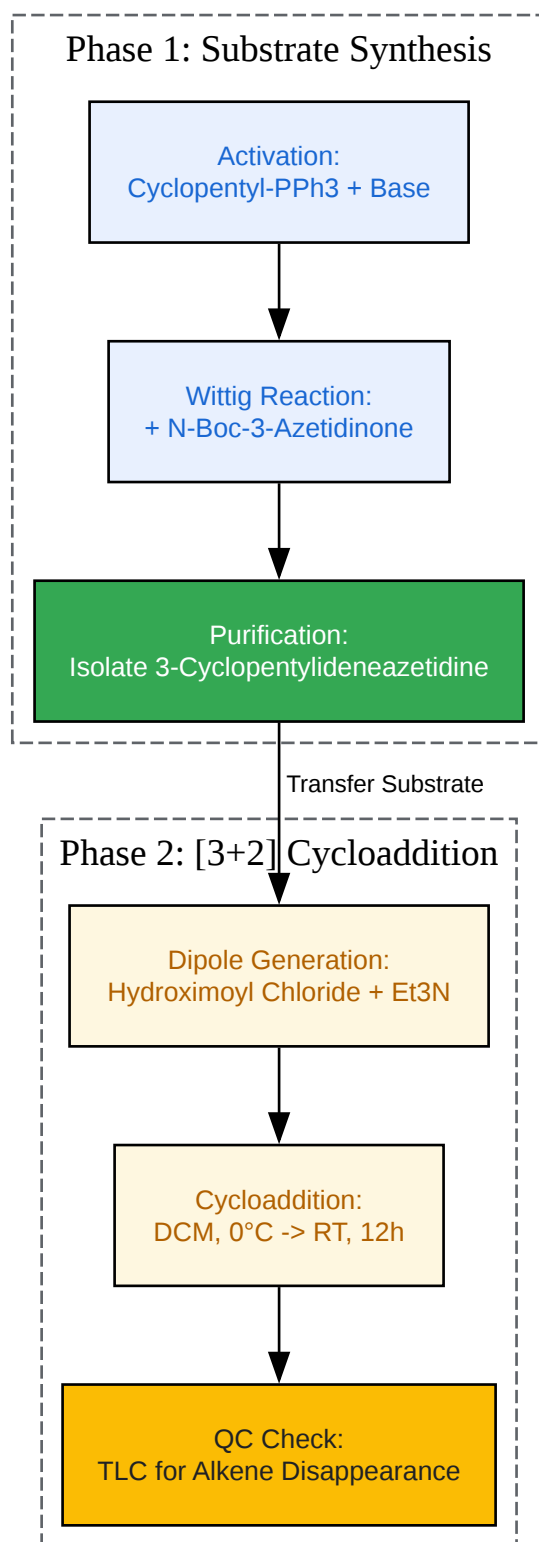 Phase 1: Substrate Synthesis
Activation:
Cyclopentyl-PPh3 + Base
Wittig Reaction:
+ N-Boc-3-Azetidinone
Purification:
Isolate 3-Cyclopentylideneazetidine
Transfer Substrate
Phase 2: [3+2] Cycloaddition
Dipole Generation:
Hydroximoyl Chloride + Et3N
Cycloaddition:
DCM, 0°C -> RT, 12h
QC Check:
TLC for Alkene Disappearance